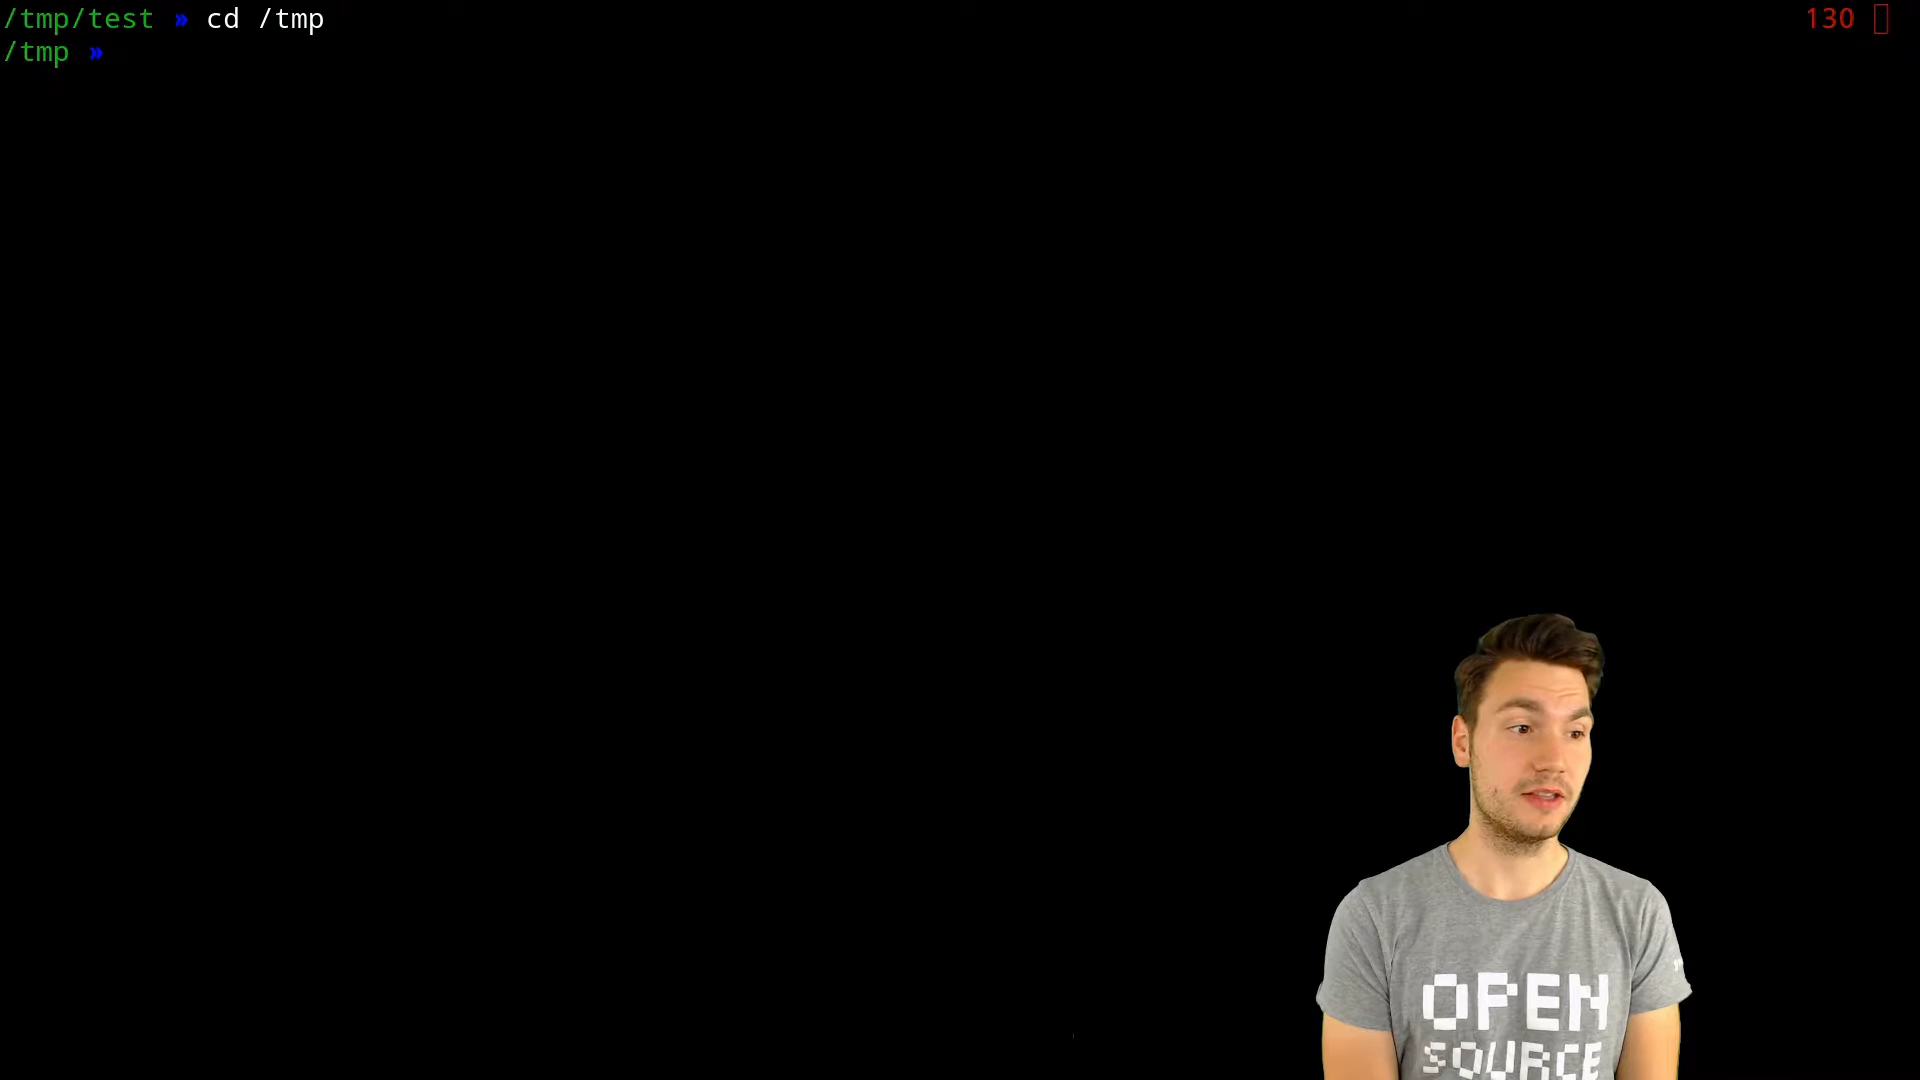 /tmp/test » cd /tmp 130
/tmp »
OPEN
SOURCE